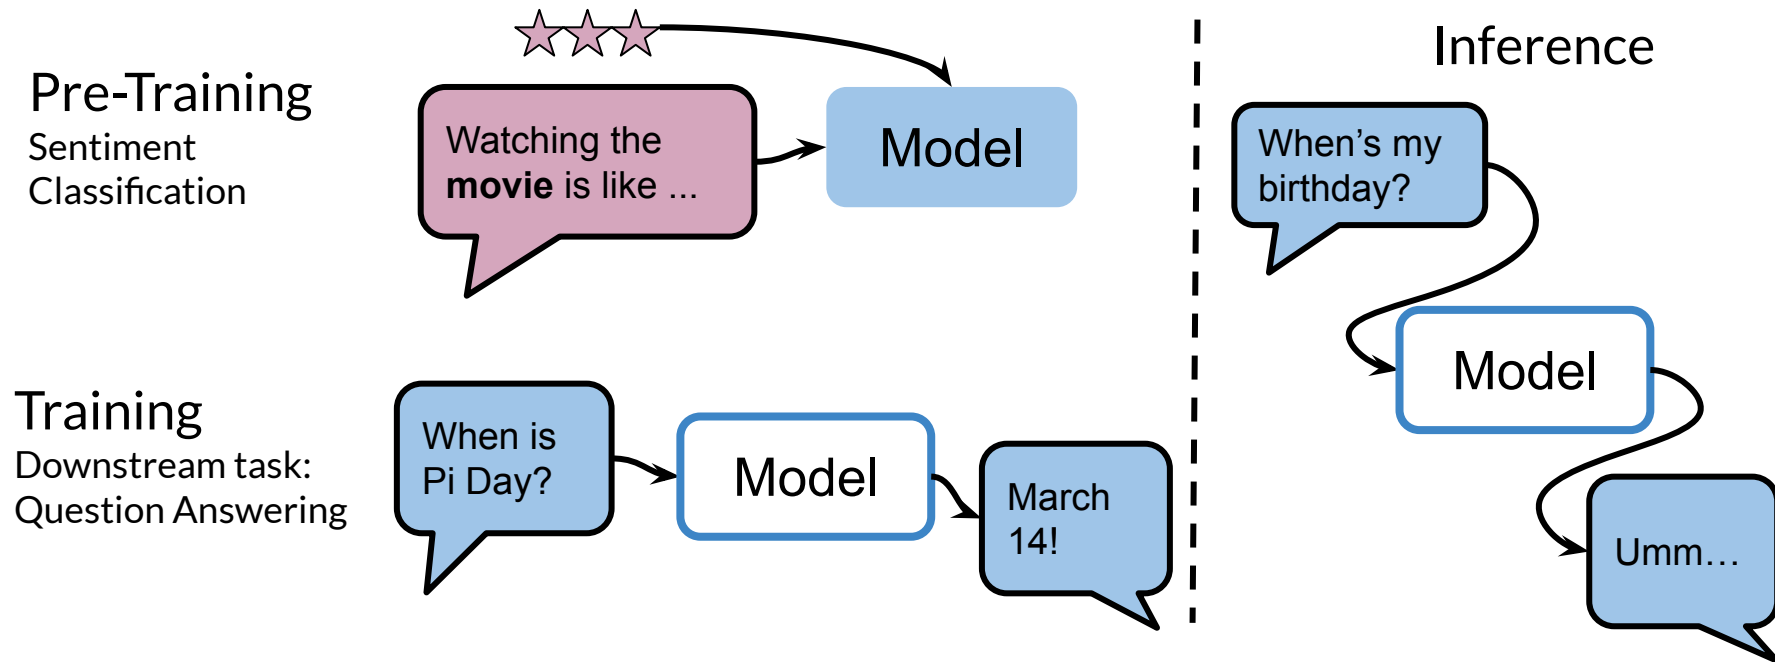 Pre-Training
Sentiment
Classification
Watching the
movie is like ...
Model
Training
Downstream task:
Question Answering
When is
Pi Day?
Model
March
14!
Inference
When’s my
birthday?
Model
Umm…